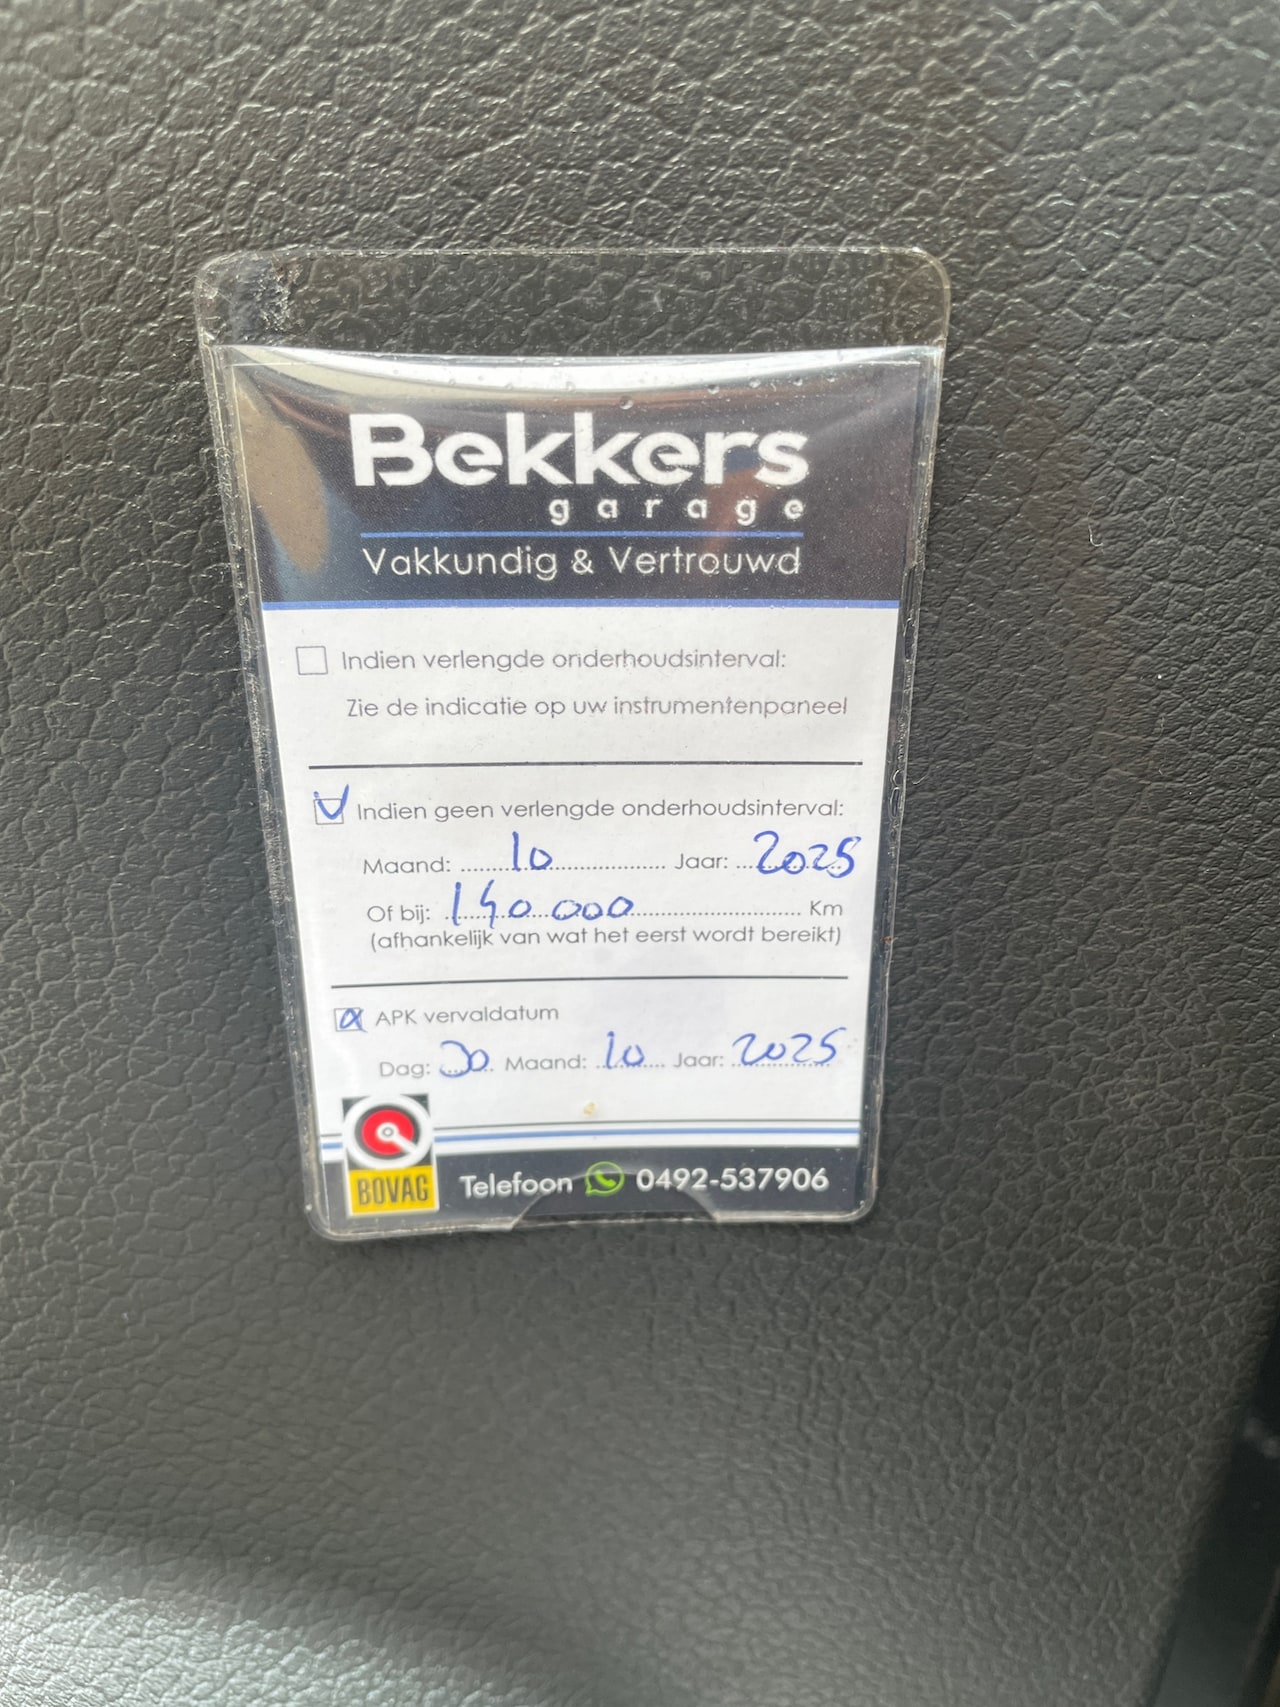 Bekkers
garage
Vakkundig & Vertrouwd
Indien verlengde onderhoudsinterval:
Zie de indicatie op uw instrumentenpaneel
Indien geen verlengde onderhoudsinterval:
Maand: 10 Jaar: 2025
Of bij: 140.000 Km
(afhankelijk van wat het eerst wordt bereikt)
APK vervaldatum
Dag: 30 Maand: 10 Jaar: 2025
BOVAG Telefoon 0492-537906